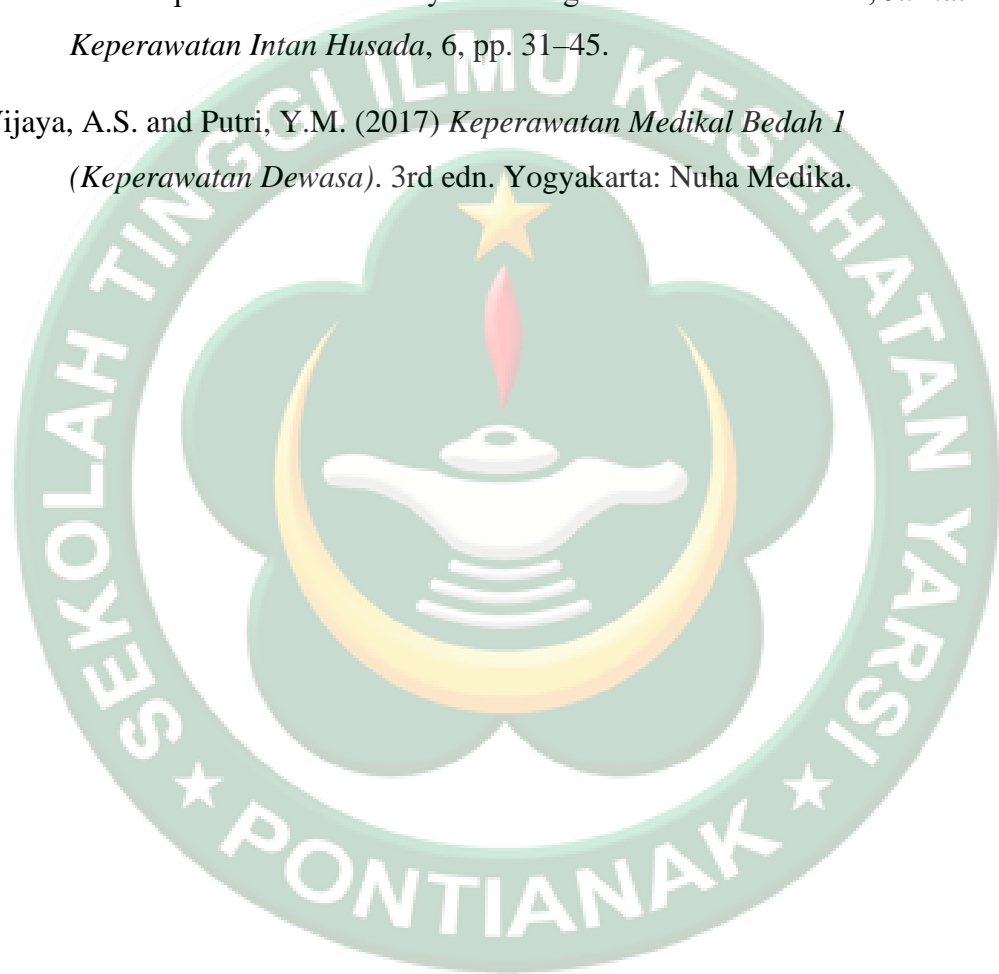 Keperawatan Intan Husada, 6, pp. 31–45.
ijaya, A.S. and Putri, Y.M. (2017) Keperawatan Medikal Bedah 1
(Keperawatan Dewasa). 3rd edn. Yogyakarta: Nuha Medika.
SEKOLAH TINGGI ILMU KESEHATAN YARSI
PONTIANAK